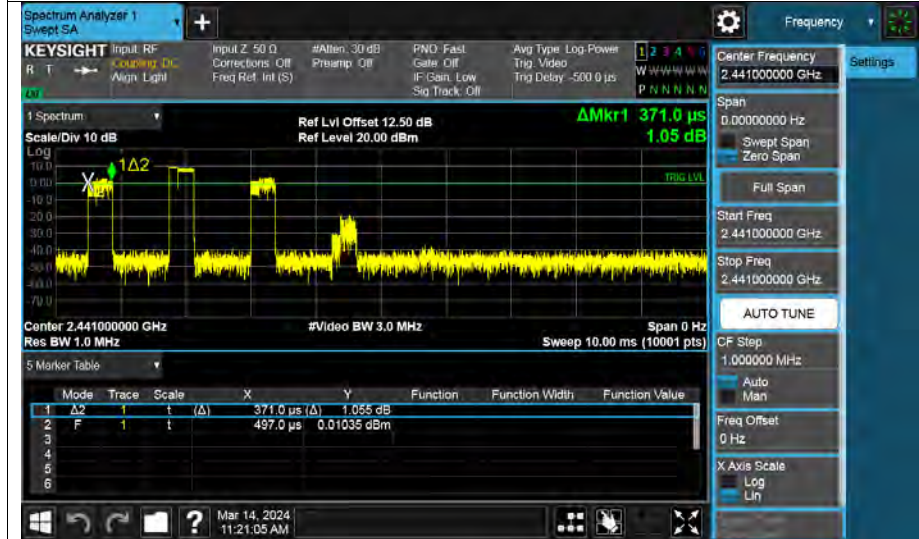 Spectrum Analyzer 1
Swept SA
+
Frequency
KEYSIGHT
Input: RF
R T
Coupling: DC
Align: Light
Input Z: 50 Ω
Corrections: Off
Freq Ref: Int (S)
#Atten: 30 dB
Preamp: Off
PNO: Fast
Gate: Off
IF Gain: Low
Sig Track: Off
Avg Type: Log-Power
Trig: Video
Trig Delay: -500.0 µs
1 2 3 4 5 6
W W W W W W
P N N N N N
Center Frequency
2.441000000 GHz
Settings
Span
0.00000000 Hz
Swept Span
Zero Span
Full Span
Start Freq
2.441000000 GHz
Stop Freq
2.441000000 GHz
AUTO TUNE
CF Step
1.000000 MHz
Auto
Man
Freq Offset
0 Hz
X Axis Scale
Log
Lin
1 Spectrum
Scale/Div 10 dB
Ref Lvl Offset 12.50 dB
Ref Level 20.00 dBm
ΔMkr1 371.0 µs
1.05 dB
Log
10.0
0.00
-10.0
-20.0
-30.0
-40.0
-50.0
-60.0
-70.0
1Δ2
TRIG LVL
Center 2.441000000 GHz
Res BW 1.0 MHz
#Video BW 3.0 MHz
Span 0 Hz
Sweep 10.00 ms (10001 pts)
5 Marker Table
Mode Trace Scale X Y Function Function Width Function Value
1 Δ2 1 t (Δ) 371.0 µs (Δ) 1.055 dB
2 F 1 t 497.0 µs 0.01035 dBm
3
4
5
6
?
Mar 14, 2024
11:21:05 AM